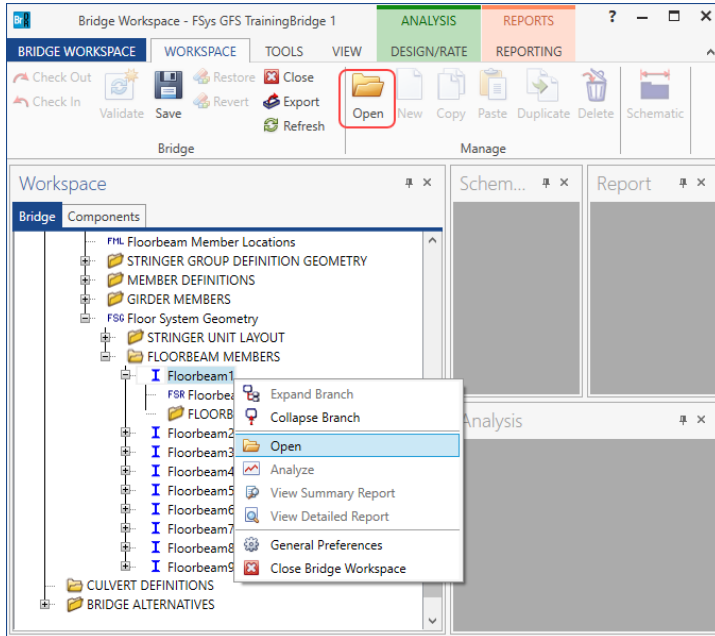 Br Bridge Workspace - FSys GFS TrainingBridge 1 ANALYSIS REPORTS ?
BRIDGE WORKSPACE WORKSPACE TOOLS VIEW DESIGN/RATE REPORTING
Check Out Restore Close
Check In Revert Export
Validate Save Refresh Open New Copy Paste Duplicate Delete Schematic
Bridge Manage
Workspace Schem... Report
Bridge Components
FML Floorbeam Member Locations
STRINGER GROUP DEFINITION GEOMETRY
MEMBER DEFINITIONS
GIRDER MEMBERS
FSG Floor System Geometry
STRINGER UNIT LAYOUT
FLOORBEAM MEMBERS
Floorbeam1
FSR Floorbea Expand Branch
FLOORB Collapse Branch
Analysis
Floorbeam2
Floorbeam3 Open
Floorbeam4 Analyze
Floorbeam5 View Summary Report
Floorbeam6 View Detailed Report
Floorbeam7
Floorbeam8 General Preferences
Floorbeam9 Close Bridge Workspace
CULVERT DEFINITIONS
BRIDGE ALTERNATIVES